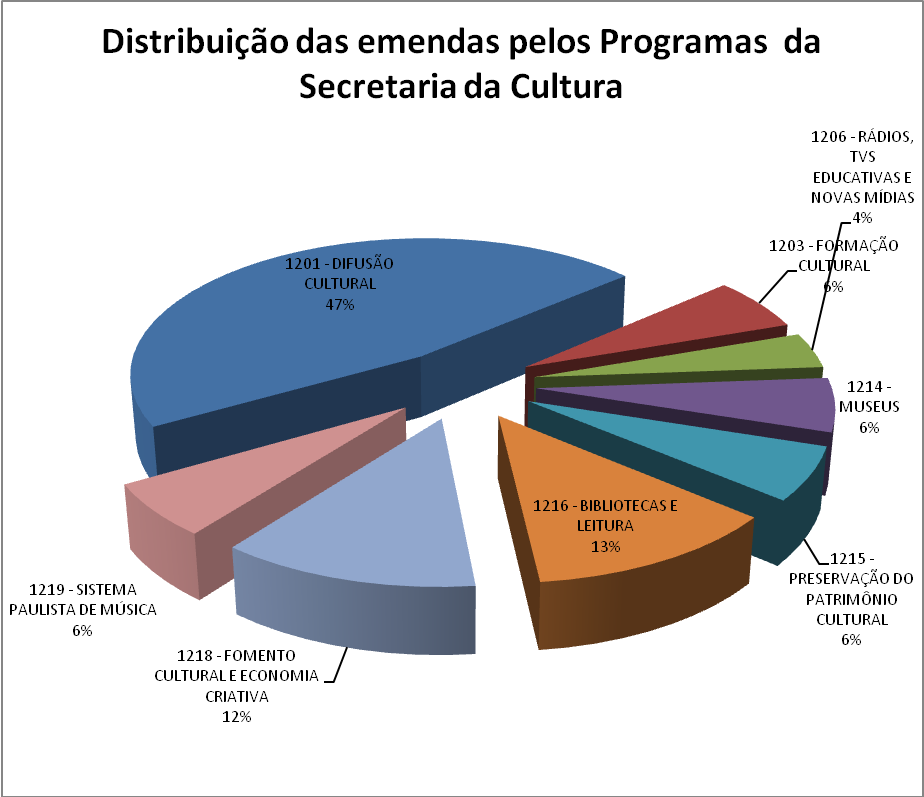 Distribuição das emendas pelos Programas da
Secretaria da Cultura
1206 - RÁDIOS,
TVS
EDUCATIVAS E
NOVAS MÍDIAS
4%
1203 - FORMAÇÃO
CULTURAL
6%
1201 - DIFUSÃO
CULTURAL
47%
1214 -
MUSEUS
6%
1216 - BIBLIOTECAS E
LEITURA
13%
1215 -
PRESERVAÇÃO DO
PATRIMÔNIO
CULTURAL
6%
1219 - SISTEMA
PAULISTA DE MÚSICA
6%
1218 - FOMENTO
CULTURAL E ECONOMIA
CRIATIVA
12%